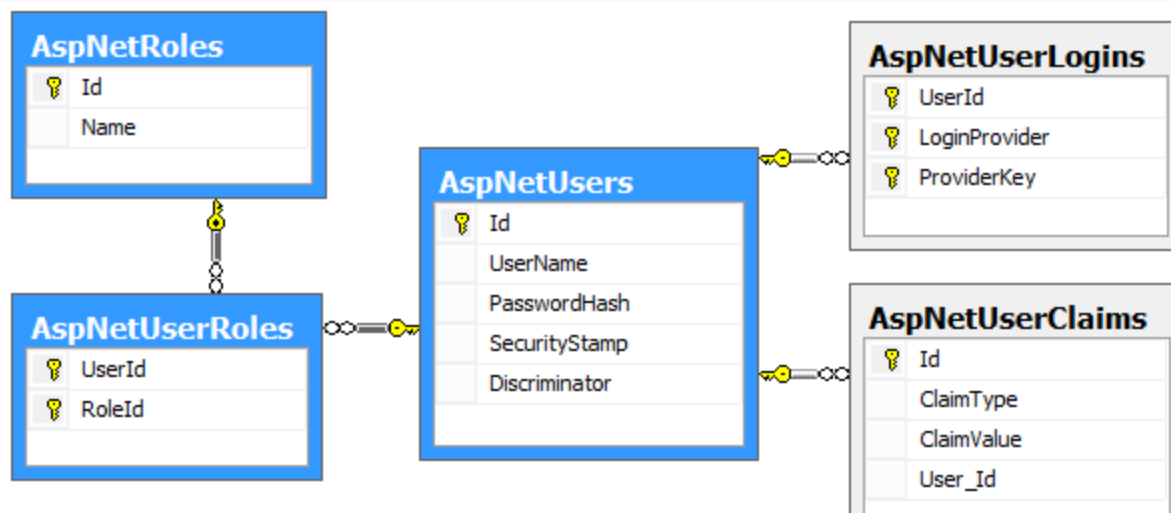 AspNetRoles
Id
Name
AspNetUserRoles
UserId
RoleId
AspNetUsers
Id
UserName
PasswordHash
SecurityStamp
Discriminator
AspNetUserLogins
UserId
LoginProvider
ProviderKey
AspNetUserClaims
Id
ClaimType
ClaimValue
User_Id